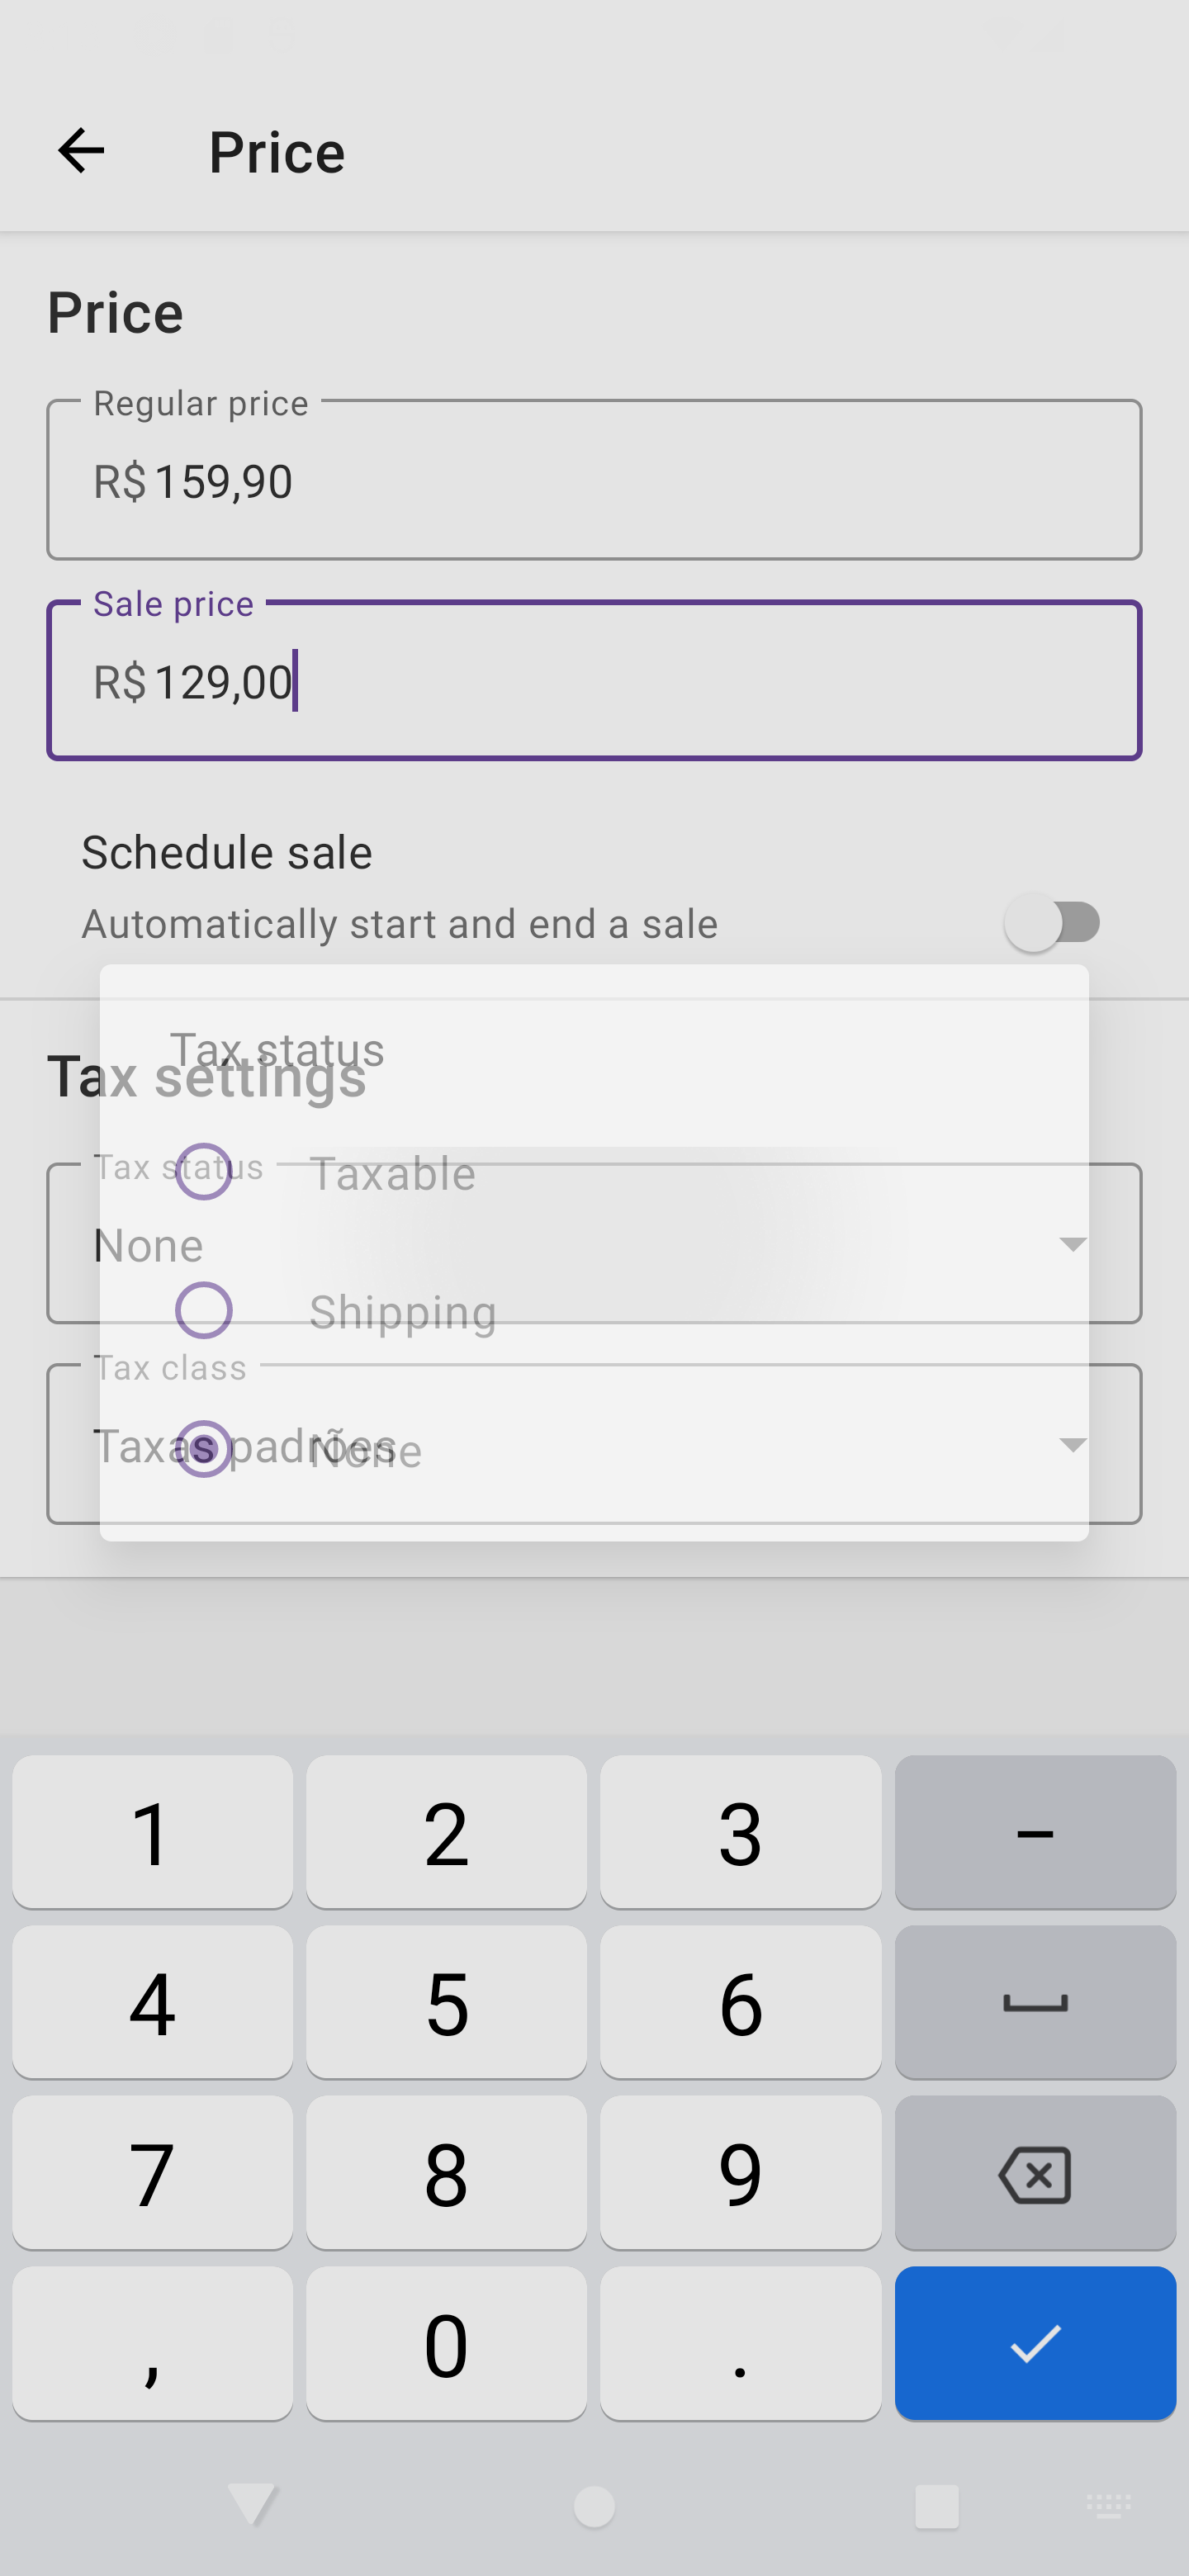 Price
Price
Regular price
R$ 159,90
Sale price
R$ 129,00
Schedule sale
Automatically start and end a sale
Tax status
Tax settings
Tax status
Taxable
None
Shipping
Tax class
Taxas padrões
None
1 2 3 –
4 5 6
7 8 9
, 0 .